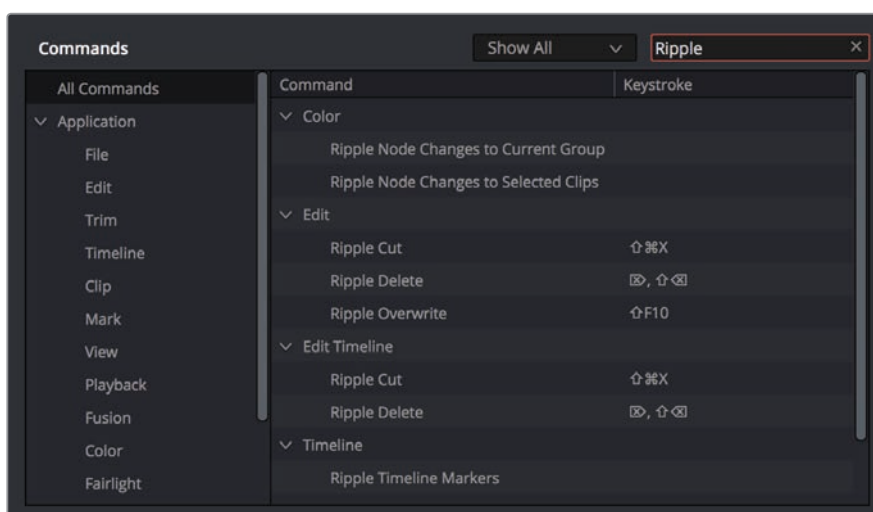 Commands Show All Ripple ×
All Commands Command Keystroke
Application Color
File Ripple Node Changes to Current Group
Edit Ripple Node Changes to Selected Clips
Trim Edit
Timeline Ripple Cut ⇧⌘X
Clip Ripple Delete ⌦, ⇧⌫
Mark Ripple Overwrite ⇧F10
View Edit Timeline
Playback Ripple Cut ⇧⌘X
Fusion Ripple Delete ⌦, ⇧⌫
Color Timeline
Fairlight Ripple Timeline Markers